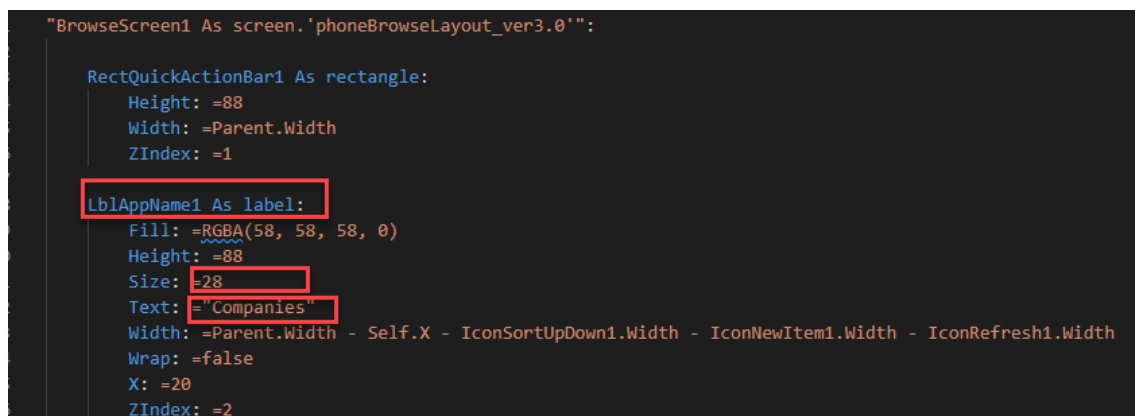 "BrowseScreen1 As screen.'phoneBrowseLayout_ver3.0'":
RectQuickActionBar1 As rectangle:
Height: =88
Width: =Parent.Width
ZIndex: =1
LblAppName1 As label:
Fill: =RGBA(58, 58, 58, 0)
Height: =88
Size: =28
Text: ="Companies"
Width: =Parent.Width - Self.X - IconSortUpDown1.Width - IconNewItem1.Width - IconRefresh1.Width
Wrap: =false
X: =20
ZIndex: =2